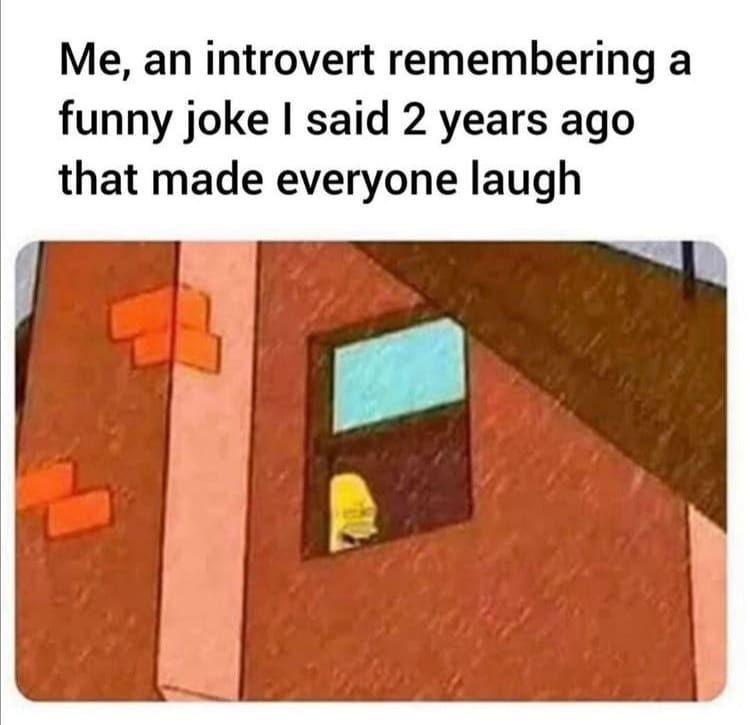 Me, an introvert remembering a
funny joke I said 2 years ago
that made everyone laugh